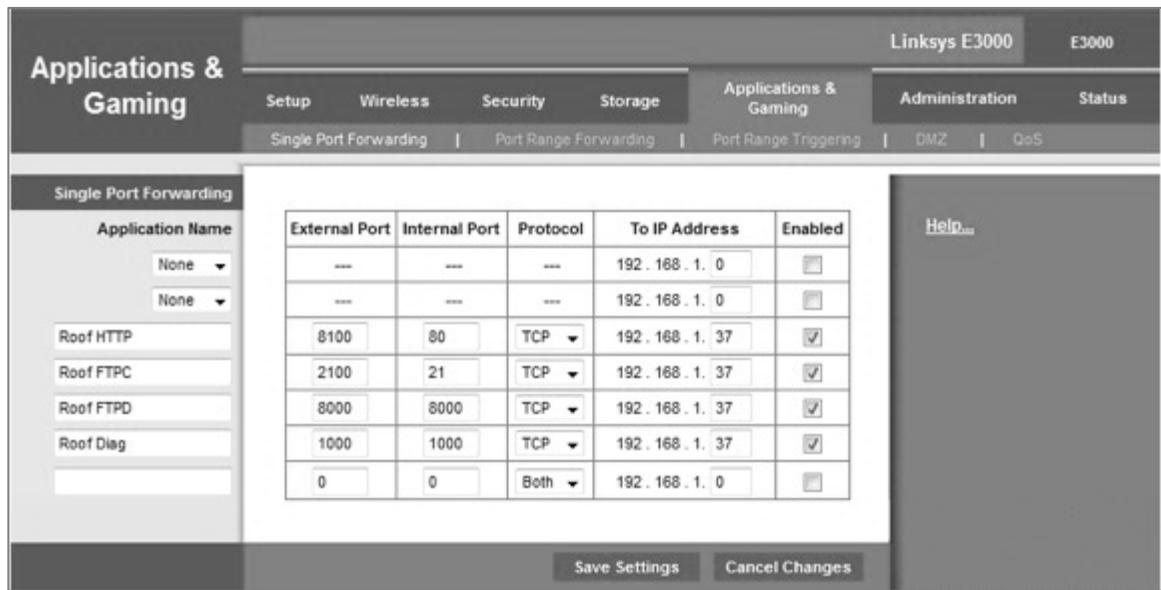 Linksys E3000 E3000
Applications &
Gaming
Setup Wireless Security Storage Applications & Gaming Administration Status
Single Port Forwarding | Port Range Forwarding | Port Range Triggering | DMZ | QoS
Single Port Forwarding
Application Name External Port Internal Port Protocol To IP Address Enabled
None --- --- --- 192 . 168 . 1. 0
None --- --- --- 192 . 168 . 1. 0
Roof HTTP 8100 80 TCP 192 . 168 . 1. 37
Roof FTPC 2100 21 TCP 192 . 168 . 1. 37
Roof FTPD 8000 8000 TCP 192 . 168 . 1. 37
Roof Diag 1000 1000 TCP 192 . 168 . 1. 37
0 0 Both 192 . 168 . 1. 0
Help...
Save Settings Cancel Changes